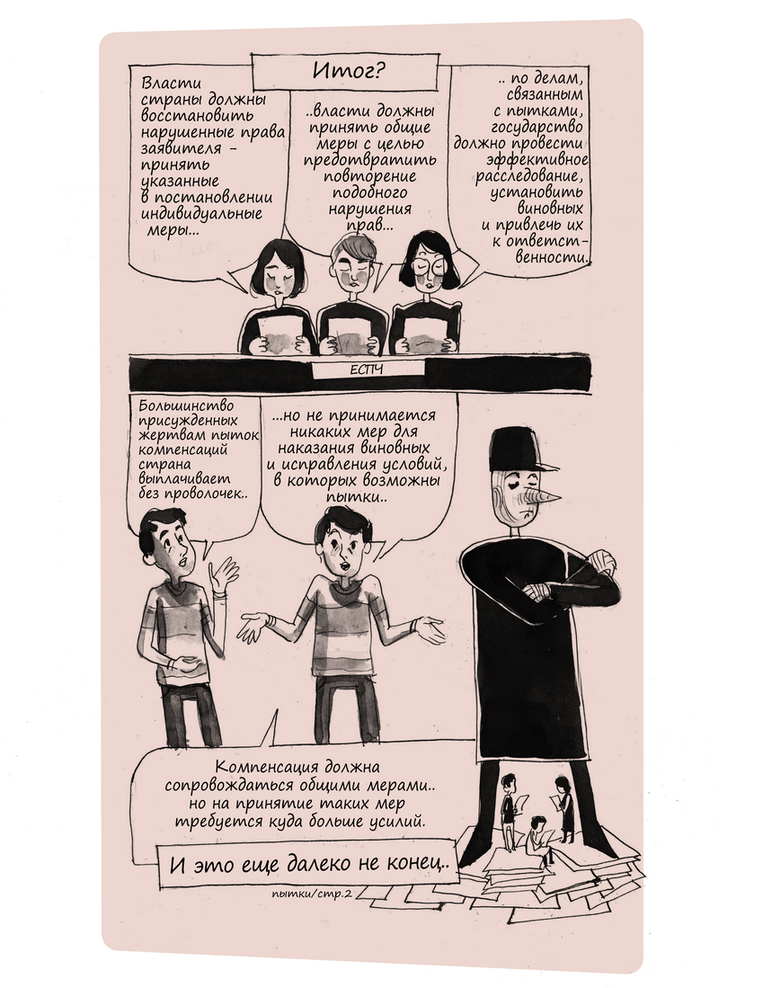 Итог?
Власти
страны должны
восстановить
нарушенные права
заявителя –
принять
указанные
в постановлении
индивидуальные
меры...
..власти должны
принять общие
меры с целью
предотвратить
повторение
подобного
нарушения
прав...
.. по делам,
связанным
с пытками,
государство
должно провести
эффективное
расследование,
установить
виновных
и привлечь их
к ответст-
венности.
ЕСПЧ
Большинство
присужденных
жертвам пыток
компенсаций
страна
выплачивает
без проволочек..
...но не принимается
никаких мер для
наказания виновных
и исправления условий,
в которых возможны
пытки..
Компенсация должна
сопровождаться общими мерами..
но на принятие таких мер
требуется куда больше усилий.
И это еще далеко не конец..
пытки/стр.2